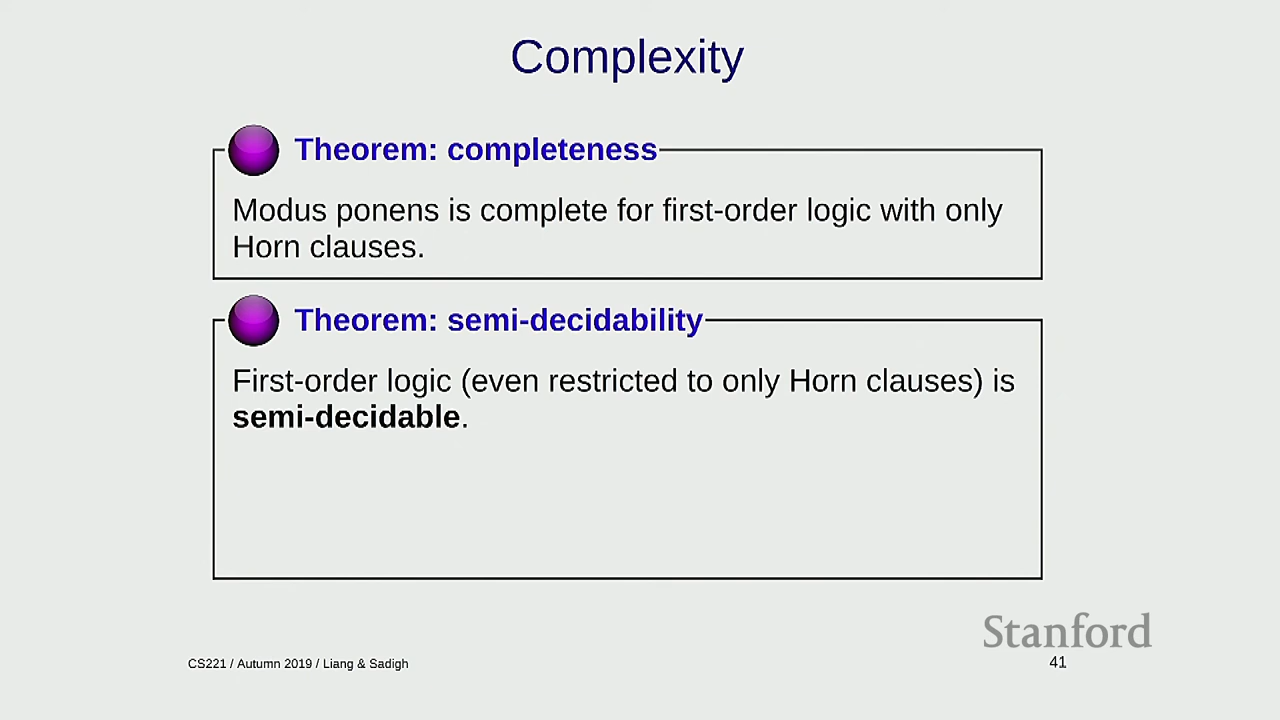 Complexity
Theorem: completeness
Modus ponens is complete for first-order logic with only
Horn clauses.
Theorem: semi-decidability
First-order logic (even restricted to only Horn clauses) is
semi-decidable.
Stanford
CS221 / Autumn 2019 / Liang & Sadigh
41